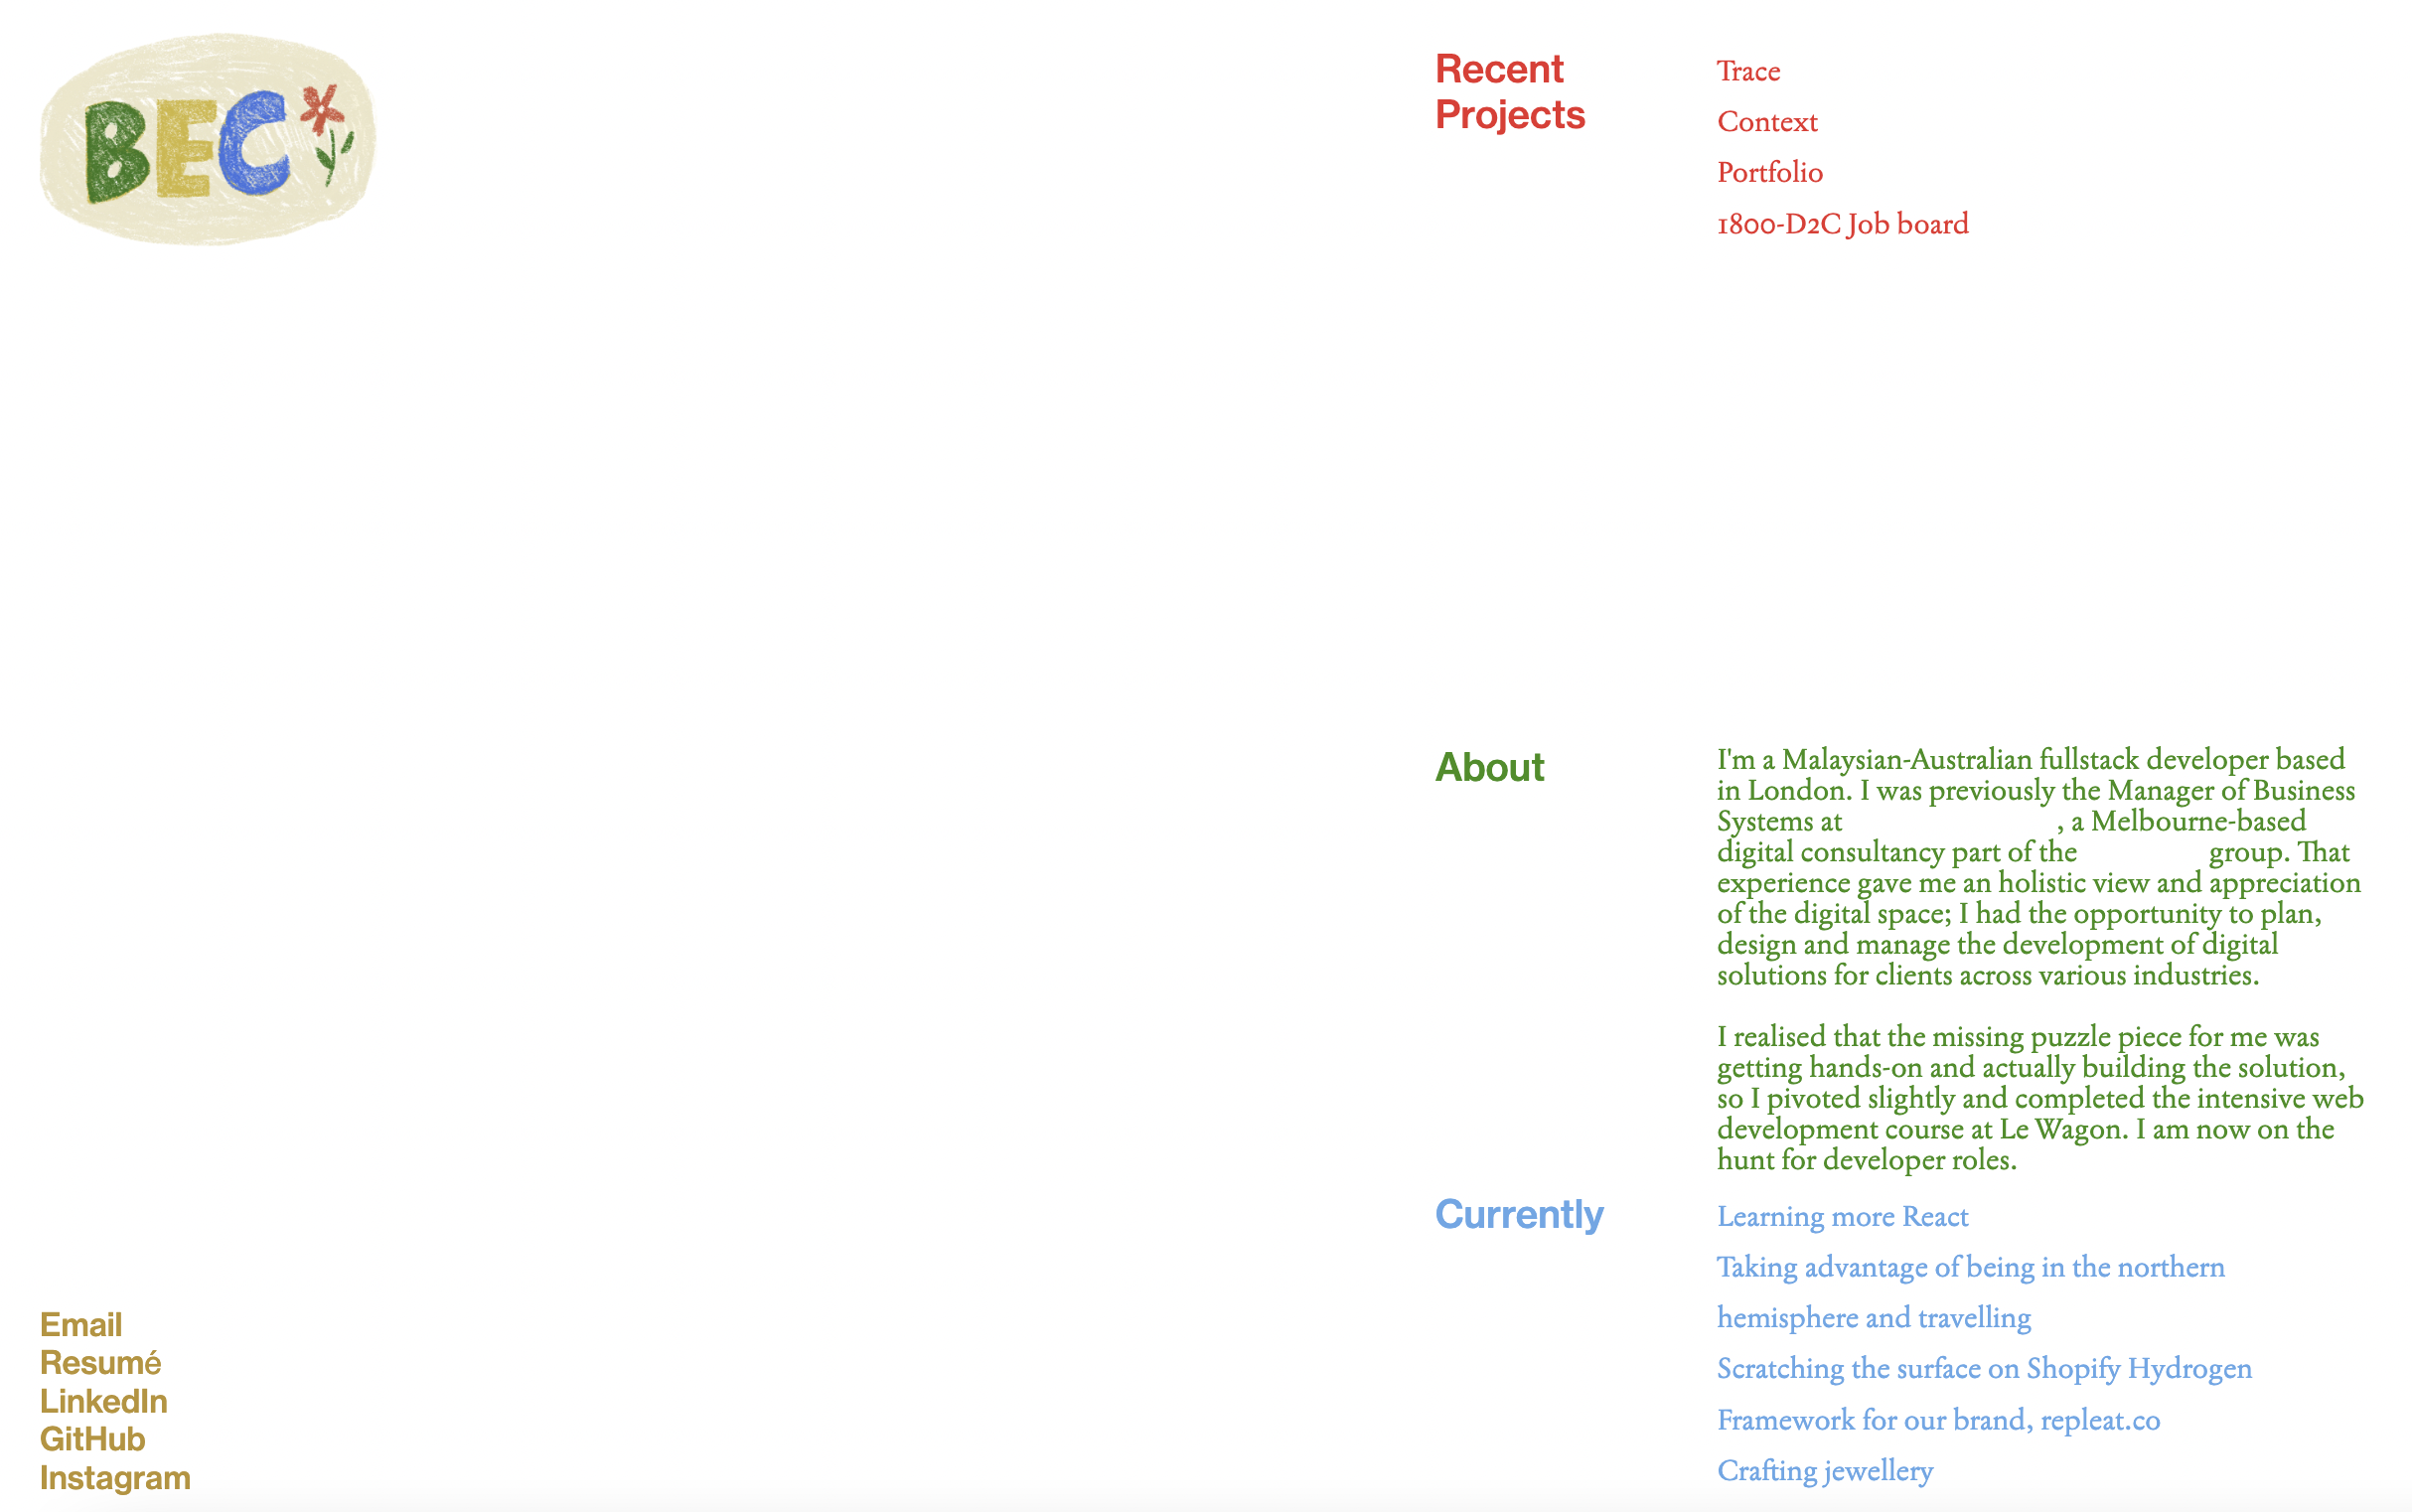 BEC
Recent
Projects
Trace
Context
Portfolio
1800-D2C Job board
About
I'm a Malaysian-Australian fullstack developer based
in London. I was previously the Manager of Business
Systems at , a Melbourne-based
digital consultancy part of the group. That
experience gave me an holistic view and appreciation
of the digital space; I had the opportunity to plan,
design and manage the development of digital
solutions for clients across various industries.
I realised that the missing puzzle piece for me was
getting hands-on and actually building the solution,
so I pivoted slightly and completed the intensive web
development course at Le Wagon. I am now on the
hunt for developer roles.
Currently
Learning more React
Taking advantage of being in the northern
hemisphere and travelling
Scratching the surface on Shopify Hydrogen
Framework for our brand, repleat.co
Crafting jewellery
Email
Resumé
LinkedIn
GitHub
Instagram